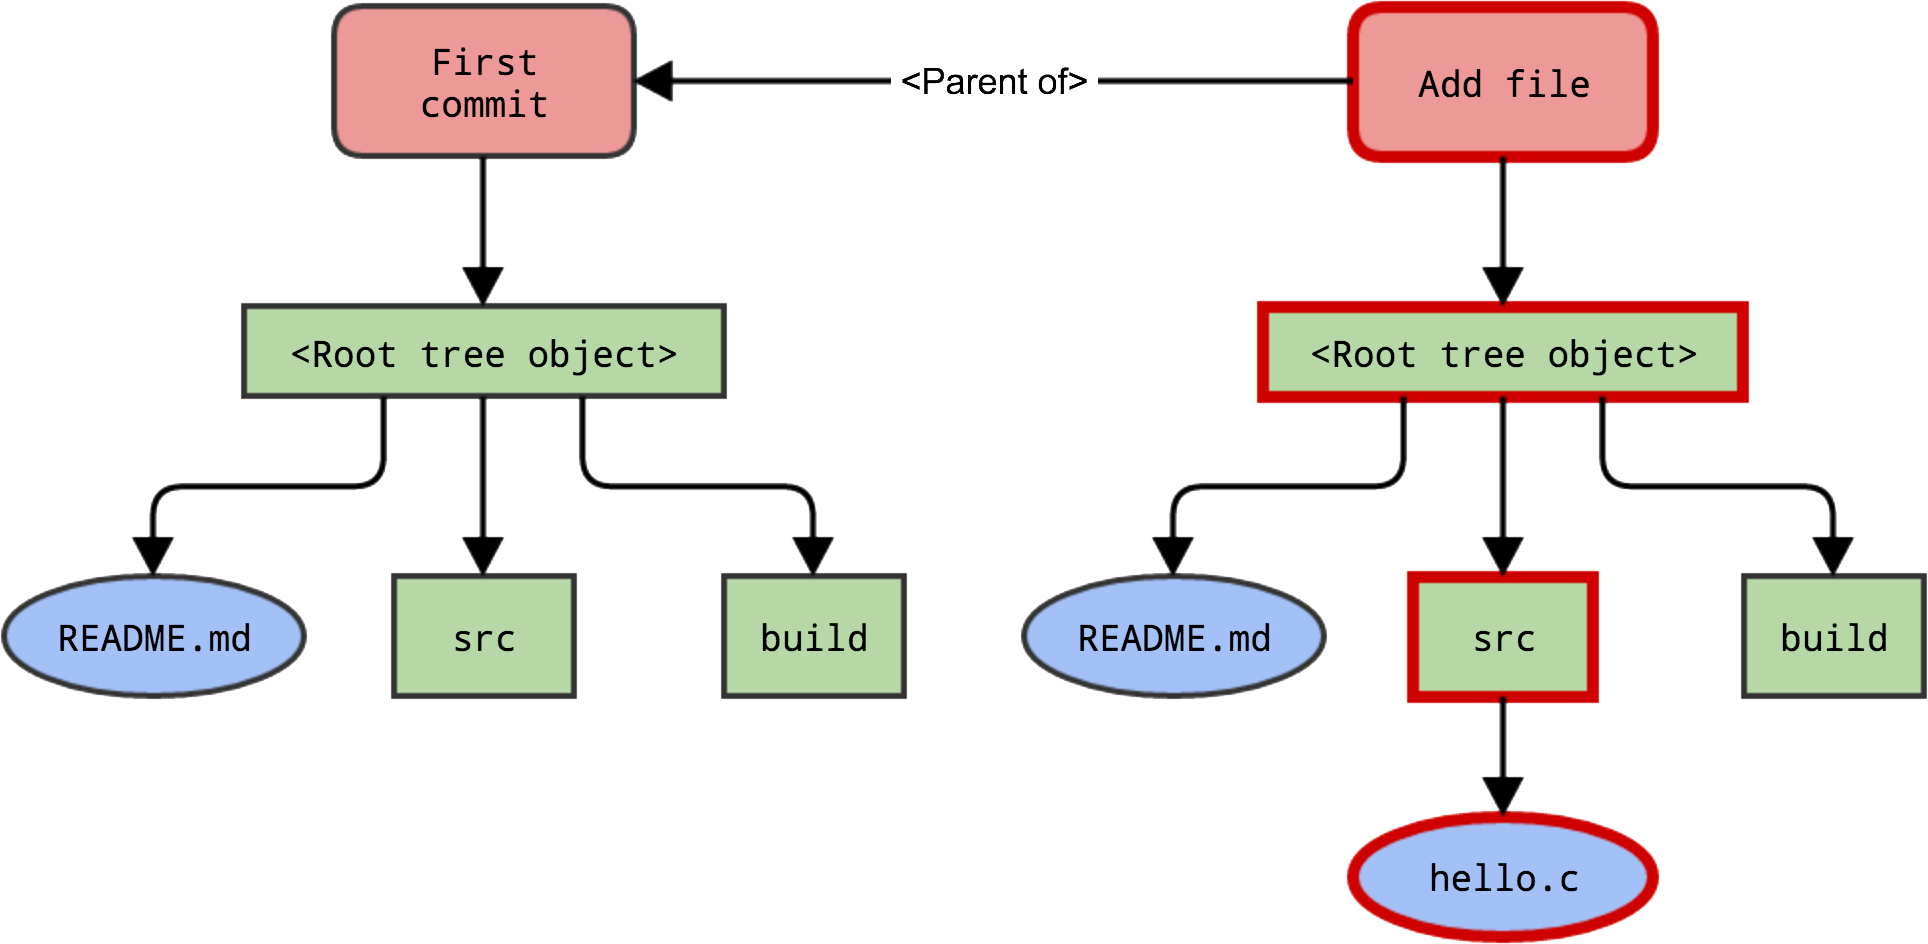 First
commit
<Parent of>
Add file
<Root tree object>
<Root tree object>
README.md
src
build
README.md
src
build
hello.c